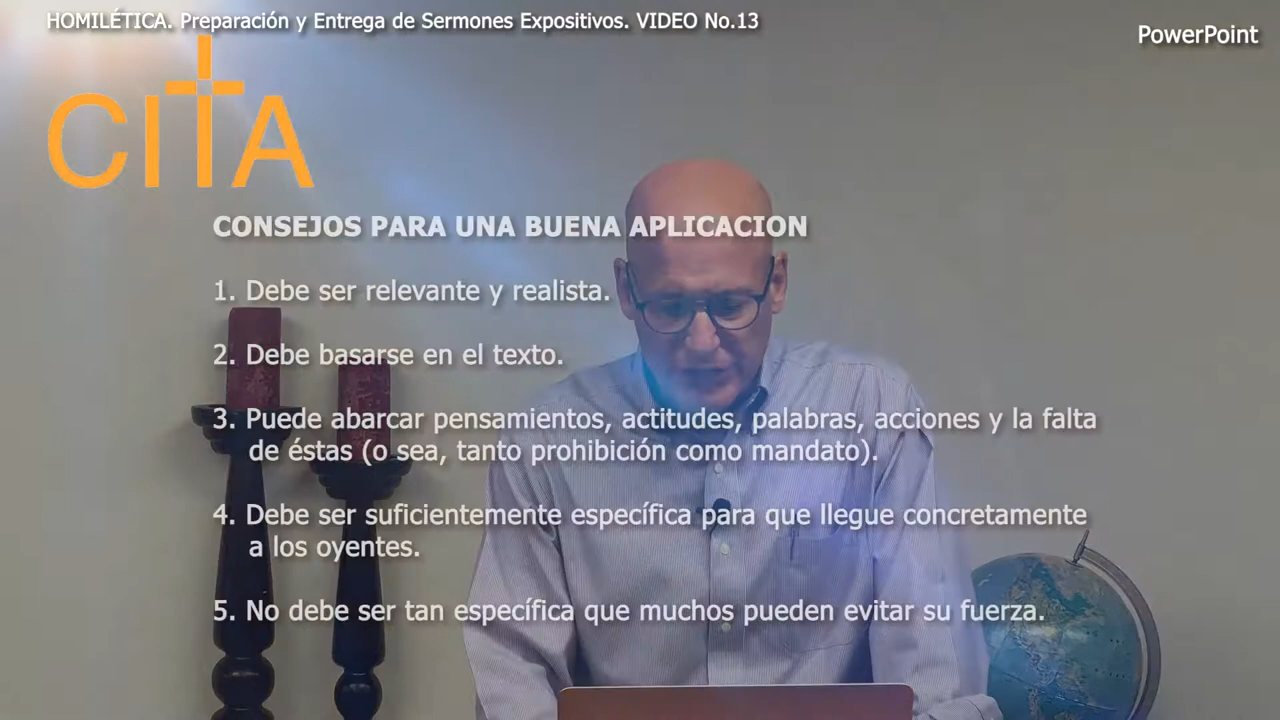 HOMILÉTICA. Preparación y Entrega de Sermones Expositivos. VIDEO No.13
PowerPoint
CITA
CONSEJOS PARA UNA BUENA APLICACION
1. Debe ser relevante y realista.
2. Debe basarse en el texto.
3. Puede abarcar pensamientos, actitudes, palabras, acciones y la falta
de éstas (o sea, tanto prohibición como mandato).
4. Debe ser suficientemente específica para que llegue concretamente
a los oyentes.
5. No debe ser tan específica que muchos pueden evitar su fuerza.